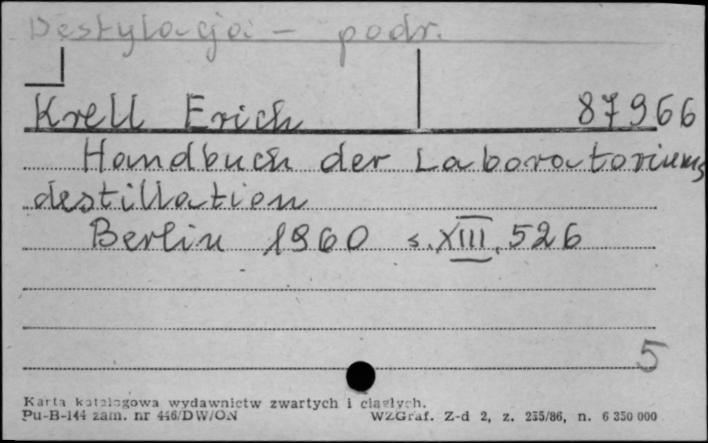 Destylacja - podr.
Krell Erich 87966
Handbuch der Laboratoriums
destillation
Berlin 1960 s. XIII, 526
5
Karta katalogowa wydawnictw zwartych i ciągłych.
Pu-B-144 zam. nr 446/DW/ON WZGraf. Z-d 2, z. 235/86, n. 6 350 000